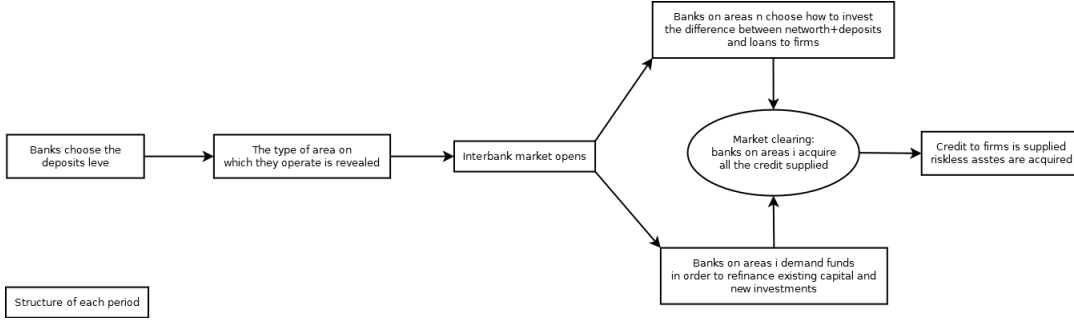 Banks on areas n choose how to invest
the difference between networth+deposits
and loans to firms
Banks choose the
deposits leve
The type of area on
which they operate is revealed
Interbank market opens
Market clearing:
banks on areas i acquire
all the credit supplied
Credit to firms is supplied
riskless asstes are acquired
Banks on areas i demand funds
in order to refinance existing capital and
new investments
Structure of each period